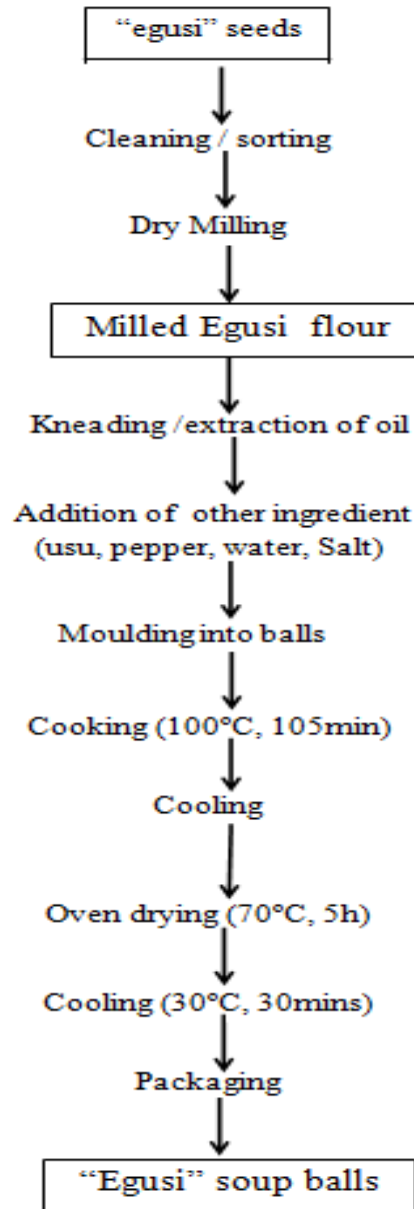 “egusi” seeds
Cleaning / sorting
Dry Milling
Milled Egusi flour
Kneading /extraction of oil
Addition of other ingredient
(usu, pepper, water, Salt)
Moulding into balls
Cooking (100°C, 105min)
Cooling
Oven drying (70°C, 5h)
Cooling (30°C, 30mins)
Packaging
“Egusi” soup balls